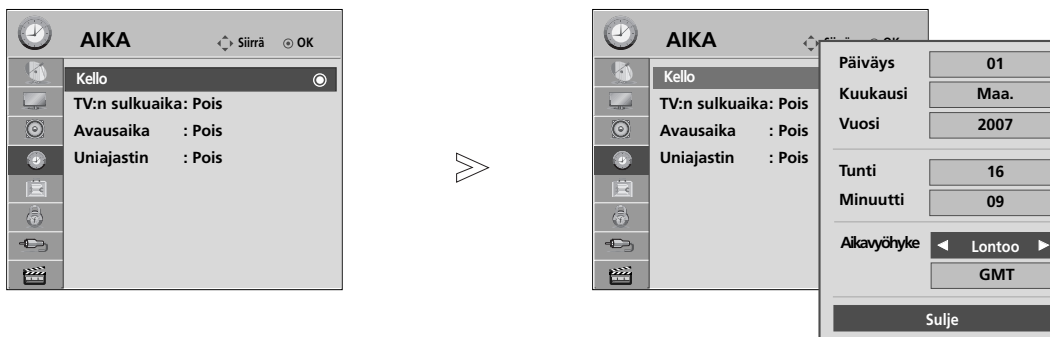 AIKA
Siirrä OK
Kello
TV:n sulkuaika: Pois
Avausaika : Pois
Uniajastin : Pois
AIKA
Kello
TV:n sulkuaika: Pois
Avausaika : Pois
Uniajastin : Pois
Päiväys 01
Kuukausi Maa.
Vuosi 2007
Tunti 16
Minuutti 09
Aikavyöhyke ◄ Lontoo ►
GMT
Sulje